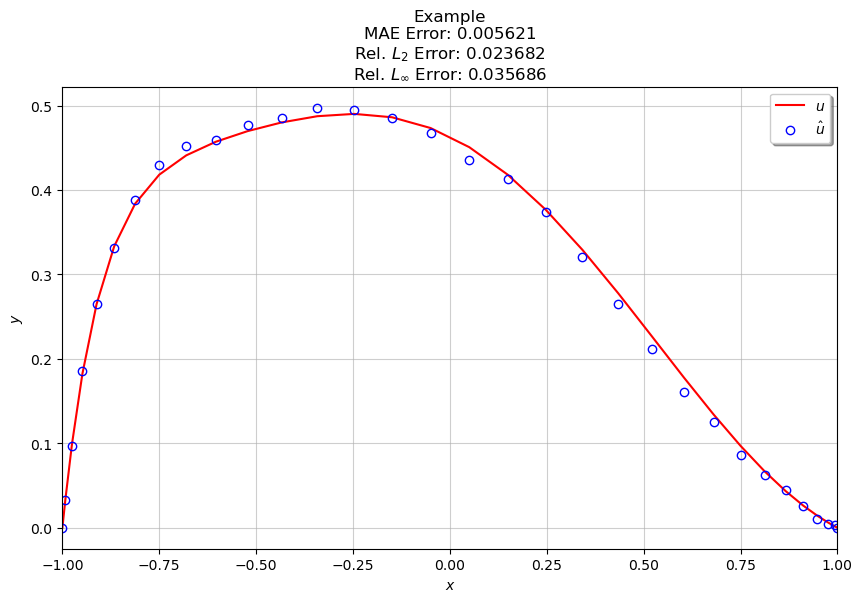 Example
MAE Error: 0.005621
Rel. L₂ Error: 0.023682
Rel. L∞ Error: 0.035686
u
û
0.5
0.4
0.3
0.2
0.1
0.0
y
−1.00 −0.75 −0.50 −0.25 0.00 0.25 0.50 0.75 1.00
x